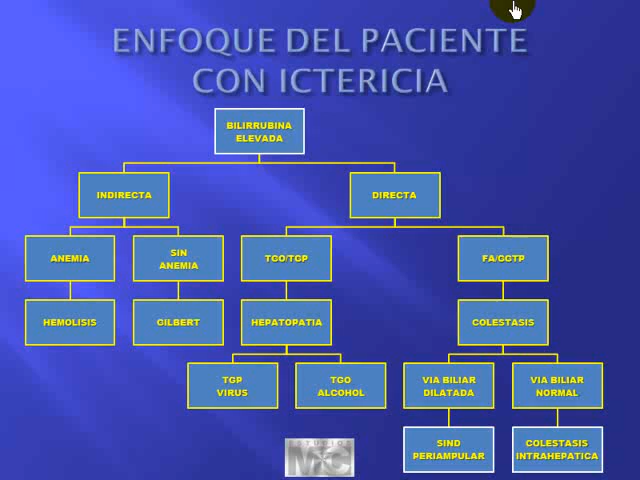 ENFOQUE DEL PACIENTE
CON ICTERICIA
BILIRRUBINA
ELEVADA
INDIRECTA
DIRECTA
ANEMIA
SIN
ANEMIA
TGO/TGP
FA/GGTP
HEMOLISIS
GILBERT
HEPATOPATIA
COLESTASIS
TGP
VIRUS
TGO
ALCOHOL
VIA BILIAR
DILATADA
VIA BILIAR
NORMAL
SIND
PERIAMPULAR
COLESTASIS
INTRAHEPATICA
ESTUDIOS
MC